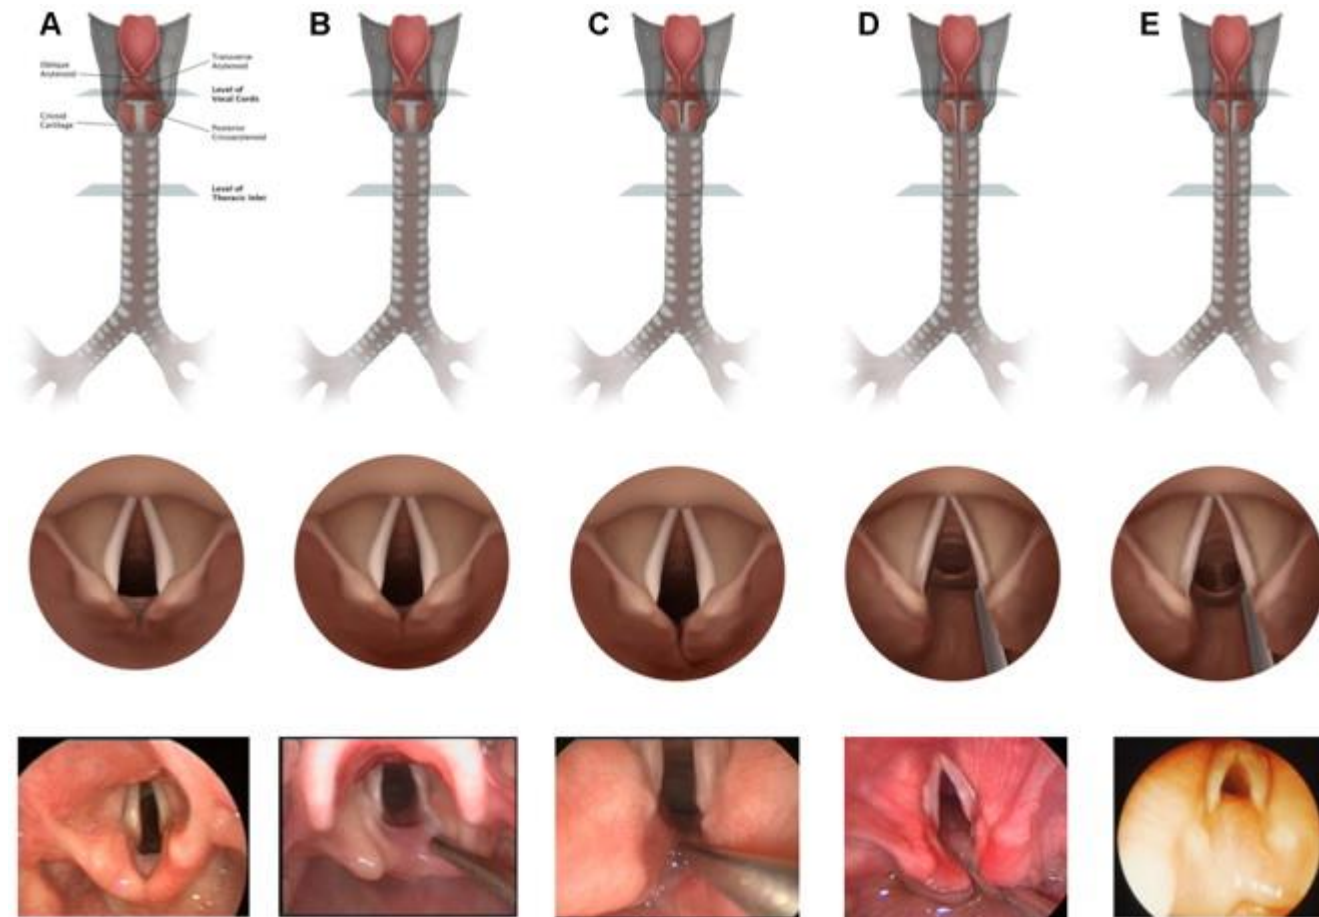 A
B
C
D
E
Oblique
Arytenoid
Transverse
Arytenoid
Level of
Vocal Cords
Cricoid
Cartilage
Posterior
Cricoarytenoid
Level of
Thoracic Inlet